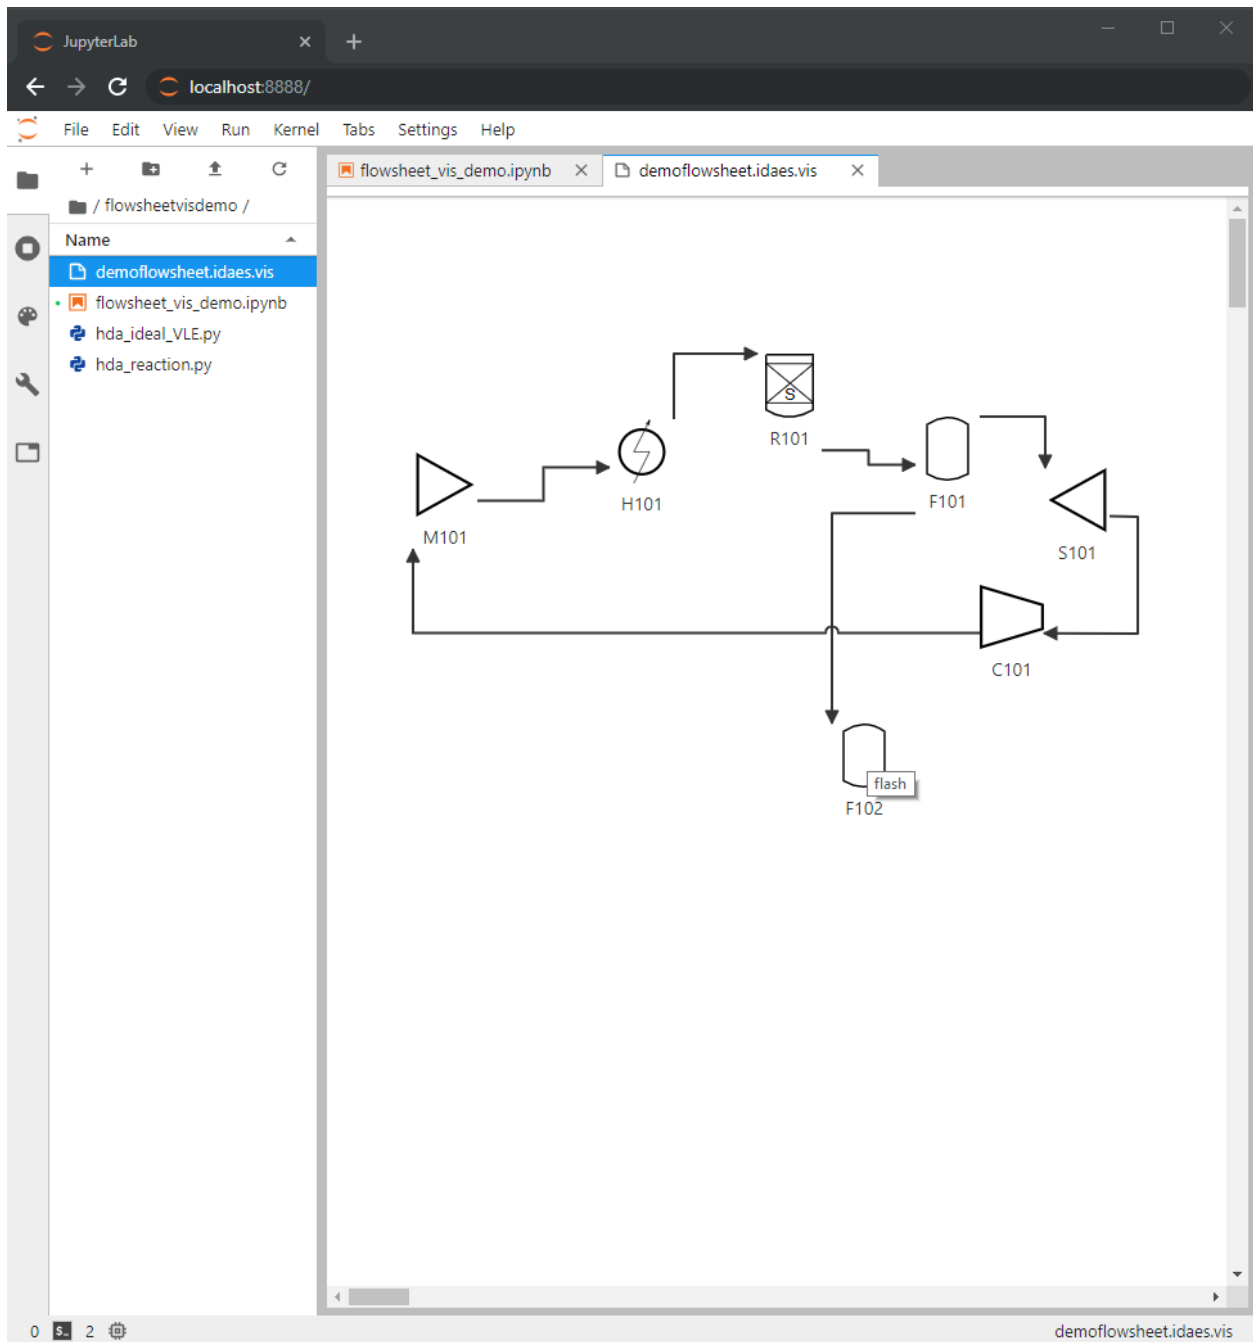 JupyterLab
localhost:8888/
File Edit View Run Kernel Tabs Settings Help
flowsheet_vis_demo.ipynb demoflowsheet.idaes.vis
/ flowsheetvisdemo /
Name
demoflowsheet.idaes.vis
flowsheet_vis_demo.ipynb
hda_ideal_VLE.py
hda_reaction.py
S
R101
H101
F101
M101
S101
C101
flash
F102
0 $_ 2
demoflowsheet.idaes.vis